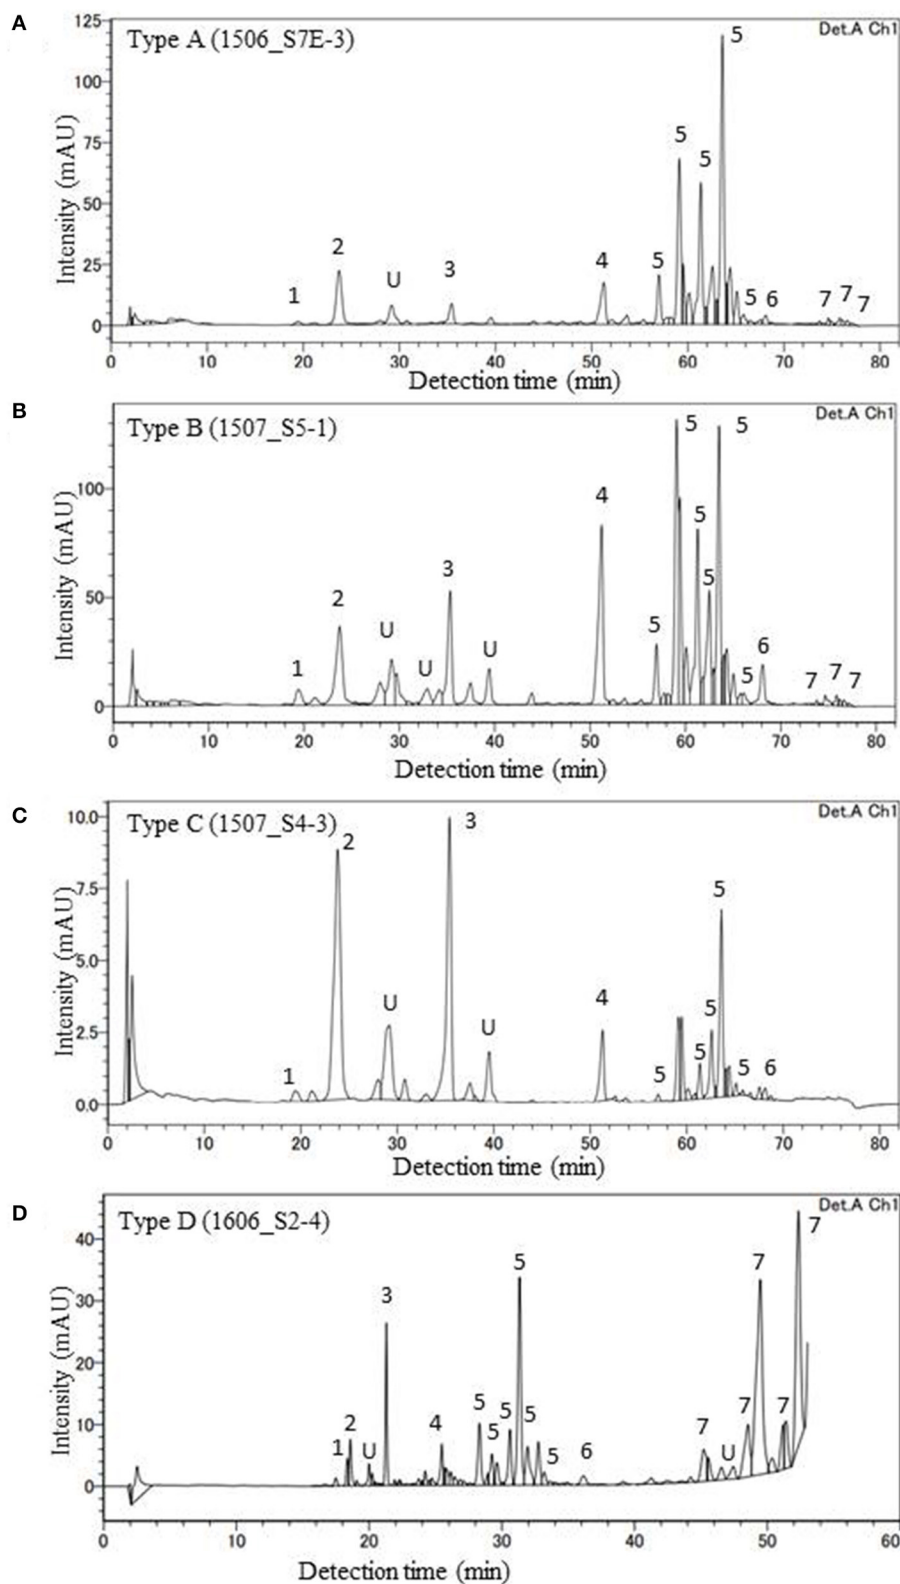 A
Type A (1506_S7E-3)
Det.A Ch1
Intensity (mAU)
125
100
75
50
25
0
1 2 U 3 4 5 5 5 5 5 6 7 7 7
0 10 20 30 40 50 60 70 80
Detection time (min)
B
Type B (1507_S5-1)
Det.A Ch1
Intensity (mAU)
100
50
0
1 2 U U 3 U 4 5 5 5 5 5 5 6 7 7 7
0 10 20 30 40 50 60 70 80
Detection time (min)
C
Type C (1507_S4-3)
Det.A Ch1
Intensity (mAU)
10.0
7.5
5.0
2.5
0.0
1 2 U 3 U 4 5 5 5 5 5 6
0 10 20 30 40 50 60 70 80
Detection time (min)
D
Type D (1606_S2-4)
Det.A Ch1
Intensity (mAU)
40
30
20
10
0
1 2 U 3 4 5 5 5 5 5 5 6 7 U 7 7 7 7
0 10 20 30 40 50 60
Detection time (min)